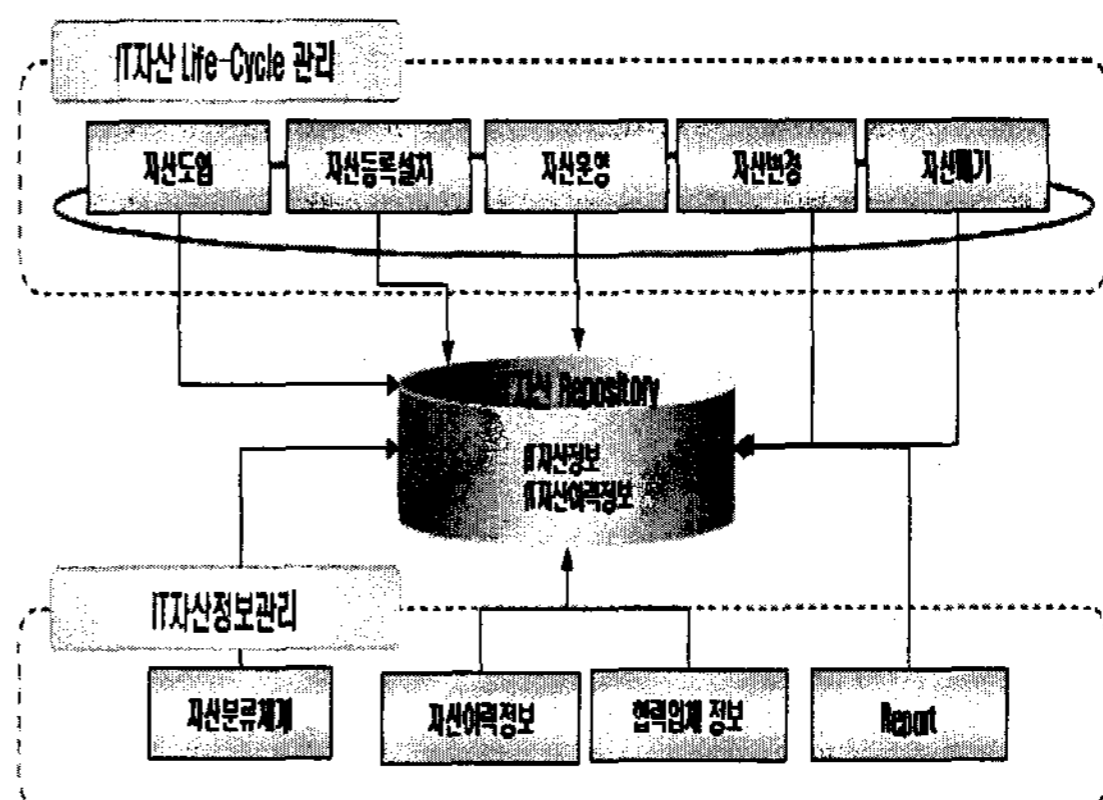 IT자산 Life-Cycle 관리
자산도입
자산등록설치
자산운영
자산변경
자산폐기
IT자산 Repository
IT자산정보
IT자산이력정보
IT자산정보관리
자산분류체계
자산이력정보
협력업체 정보
Report